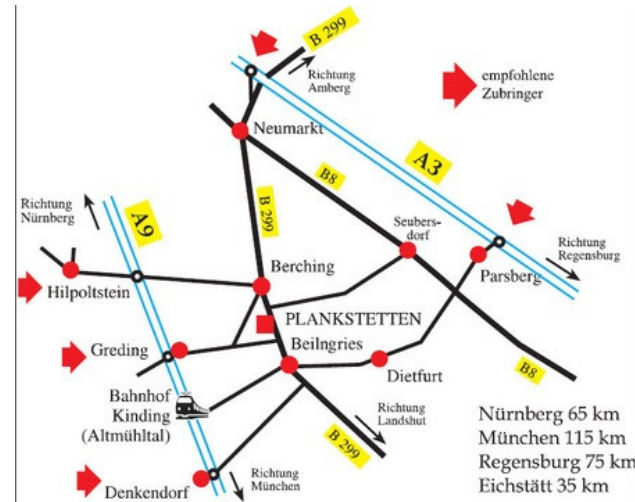 B 299
Richtung
Amberg
empfohlene
Zubringer
Neumarkt
A3
B8
Richtung
Nürnberg
A9
B 299
Seubers-
dorf
Richtung
Regensburg
Parsberg
Berching
Hilpoltstein
PLANKSTETTEN
Beilngries
Greding
Dietfurt
B8
Bahnhof
Kinding
(Altmühltal)
Richtung
Landshut
B 299
Denkendorf
Richtung
München
Nürnberg 65 km
München 115 km
Regensburg 75 km
Eichstätt 35 km